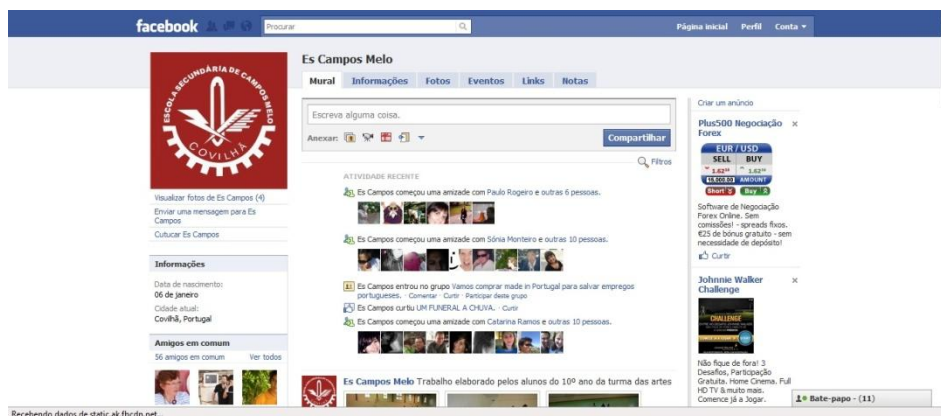 facebook
Procurar
Página inicial Perfil Conta
ESCOLA SECUNDÁRIA DE CAMPOS MELO
COVILHÃ
Visualizar fotos de Es Campos (4)
Enviar uma mensagem para Es
Campos
Cutucar Es Campos
Informações
Data de nascimento:
06 de janeiro
Cidade atual:
Covilhã, Portugal
Amigos em comum
56 amigos em comum Ver todos
Es Campos Melo
Mural Informações Fotos Eventos Links Notas
Escreva alguma coisa.
Anexar:
Compartilhar
Filtros
ATIVIDADE RECENTE
Es Campos começou uma amizade com Paulo Rogeiro e outras 6 pessoas.
Es Campos começou uma amizade com Sónia Monteiro e outras 10 pessoas.
Es Campos entrou no grupo Vamos comprar made in Portugal para salvar empregos
portugueses. · Comentar · Curtir · Participar deste grupo
Es Campos curtiu UM FUNERAL A CHUVA. · Curtir
Es Campos começou uma amizade com Catarina Ramos e outras 10 pessoas.
Es Campos Melo Trabalho elaborado pelos alunos do 10º ano da turma das artes
Criar um anúncio
Plus500 Negociação
Forex
×
EUR / USD
SELL BUY
AMOUNT
Short Buy
Software de Negociação
Forex Online. Sem
comissões! - spreads fixos.
€25 de bónus gratuito - sem
necessidade de depósito!
Curtir
Johnnie Walker
Challenge
×
CHALLENGE
Não fique de fora! 3
Desafios, Participação
Gratuita. Home Cinema. Full
HD TV & muito mais.
Comence já a Jogar.
Bate-papo - (11)
Recebendo dados de static.ak.fbcdn.net...